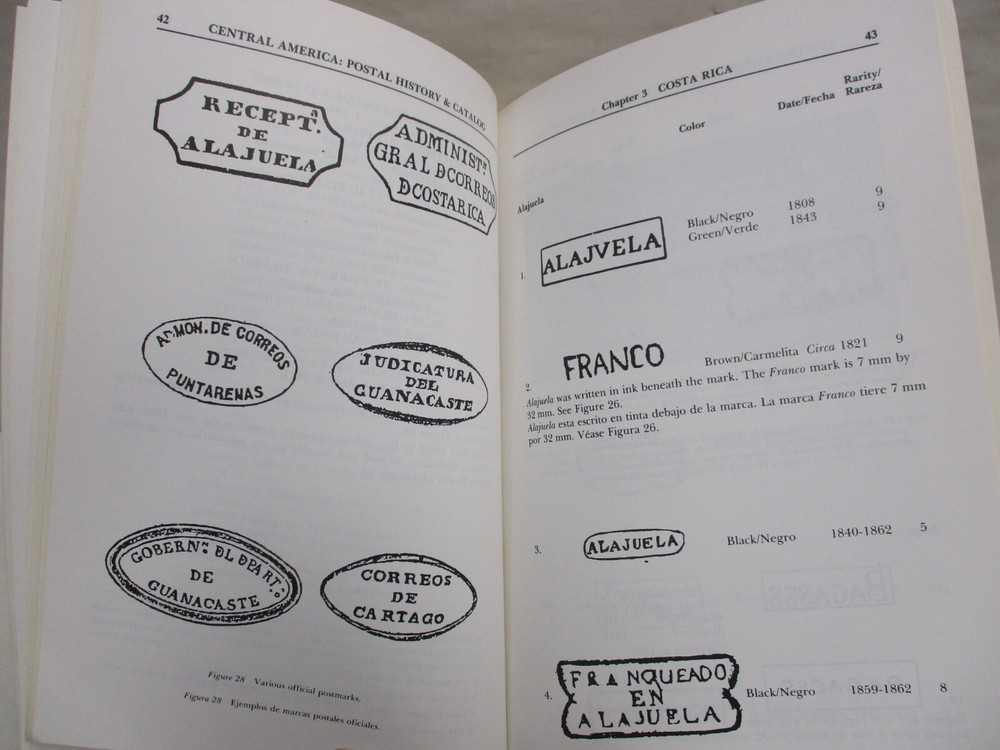 42
CENTRAL AMERICA: POSTAL HISTORY & CATALOG
RECEPT.ª
DE
ALAJUELA
ADMINIST.ⁿ
GRAL DCORREOS
DCOSTARICA
ADMON. DE CORREOS
DE
PUNTARENAS
JUDICATURA
DEL
GUANACASTE
GOBERN.ⁿ DL DPART.º
DE
GUANACASTE
CORREOS
DE
CARTAGO
Figure 28 Various official postmarks.
Figura 28 Ejemplos de marcas postales oficiales.
43
Chapter 3 COSTA RICA
Color Date/Fecha Rarity/
Rareza
Alajuela
1. ALAJVELA Black/Negro 1808 9
Green/Verde 1843 9
2. FRANCO Brown/Carmelita Circa 1821 9
Alajuela was written in ink beneath the mark. The Franco mark is 7 mm by
32 mm. See Figure 26.
Alajuela esta escrito en tinta debajo de la marca. La marca Franco tiere 7 mm
por 32 mm. Véase Figura 26.
3. ALAJUELA Black/Negro 1840-1862 5
4. FRANQUEADO
EN
ALAJUELA Black/Negro 1859-1862 8